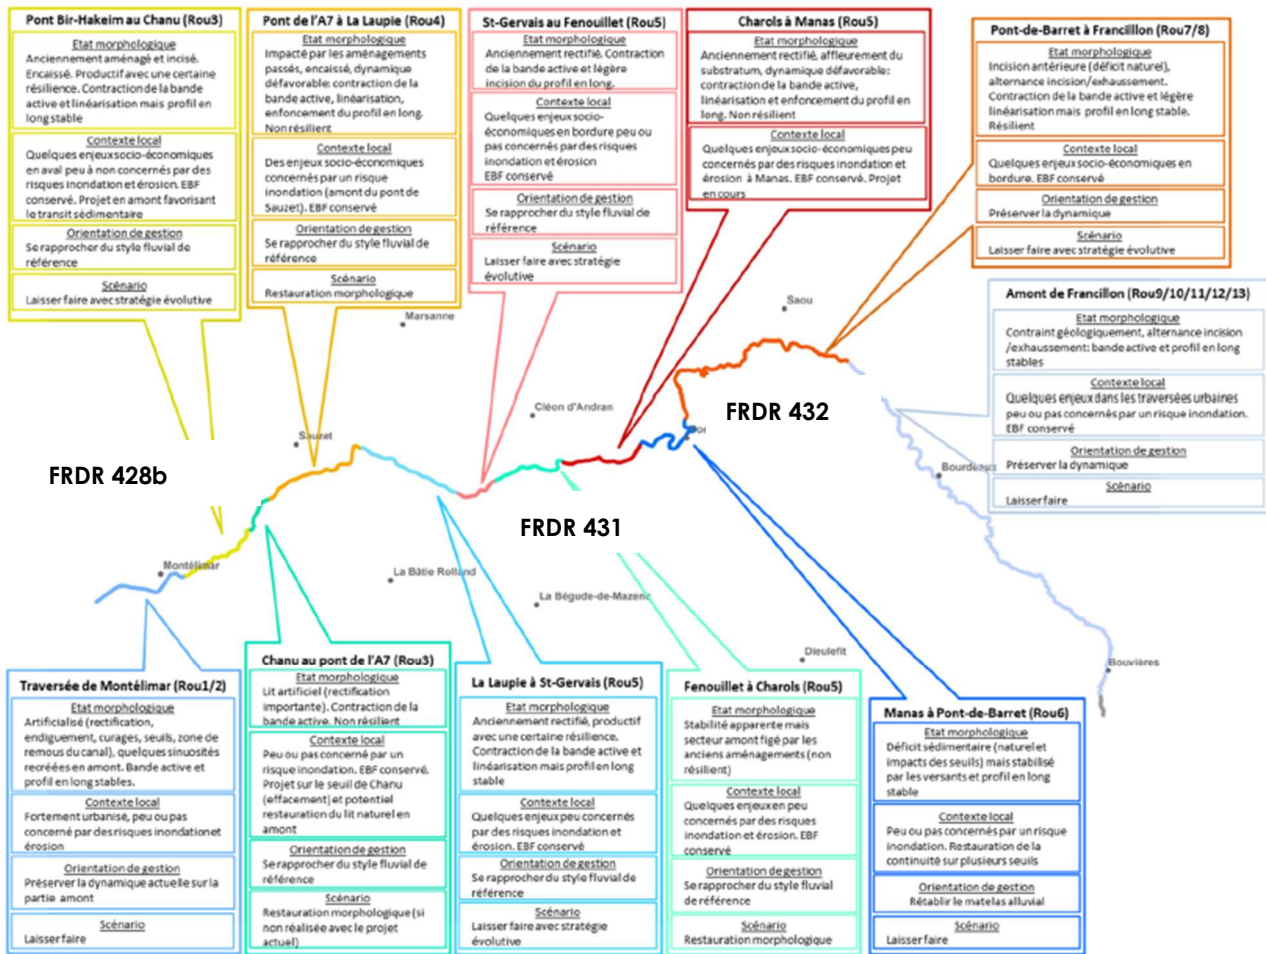 Pont Bir-Hakeim au Chanu (Rou3)
Etat morphologique
Anciennement aménagé et incisé.
Encaissé. Productif avec une certaine
résilience. Contraction de la bande
active et linéarisation mais profil en
long stable
Contexte local
Quelques enjeux socio-économiques
en aval peu à non concernés par des
risques inondation et érosion. EBF
conservé. Projet en amont favorisant
le transit sédimentaire
Orientation de gestion
Se rapprocher du style fluvial de
référence
Scénario
Laisser faire avec stratégie évolutive
Pont de l'A7 à La Laupie (Rou4)
Etat morphologique
Impacté par les aménagements
passés, encaissé, dynamique
défavorable: contraction de la
bande active, linéarisation,
enfoncement du profil en long.
Non résilient
Contexte local
Des enjeux socio-économiques
concernés par un risque
inondation (amont du pont de
Sauzet). EBF conservé
Orientation de gestion
Se rapprocher du style fluvial de
référence
Scénario
Restauration morphologique
St-Gervais au Fenouillet (Rou5)
Etat morphologique
Anciennement rectifié. Contraction
de la bande active et légère
incision du profil en long.
Contexte local
Quelques enjeux socio-
économiques en bordure peu ou
pas concernés par des risques
inondation et érosion
EBF conservé
Orientation de gestion
Se rapprocher du style fluvial de
référence
Scénario
Laisser faire avec stratégie
évolutive
Charols à Manas (Rou5)
Etat morphologique
Anciennement rectifié, affleurement du
substratum, dynamique défavorable:
contraction de la bande active,
linéarisation et enfoncement du profil en
long. Non résilient
Contexte local
Quelques enjeux socio-économiques peu
concernés par des risques inondation et
érosion à Manas. EBF conservé. Projet
en cours
Pont-de-Barret à Francillon (Rou7/8)
Etat morphologique
Incision antérieure (déficit naturel),
alternance incision/exhaussement.
Contraction de la bande active et légère
linéarisation mais profil en long stable.
Résilient
Contexte local
Quelques enjeux socio-économiques en
bordure. EBF conservé
Orientation de gestion
Préserver la dynamique
Scénario
Laisser faire avec stratégie évolutive
Amont de Francillon (Rou9/10/11/12/13)
Etat morphologique
Contraint géologiquement, alternance incision
/exhaussement: bande active et profil en long
stables
Contexte local
Quelques enjeux dans les traversées urbaines
peu ou pas concernés par un risque inondation.
EBF conservé
Orientation de gestion
Préserver la dynamique
Scénario
Laisser faire
Saou
Marsanne
Cléon d'Andran
FRDR 432
Sauzet
FRDR 428b
Bourdeaux
FRDR 431
Montélimar
La Bâtie Rolland
La Bégude-de-Mazenc
Dieulefit
Bouvières
Traversée de Montélimar (Rou1/2)
Etat morphologique
Artificialisé (rectification,
endiguement, curages, seuils, zone de
remous du canal), quelques sinuosités
recréées en amont. Bande active et
profil en long stables.
Contexte local
Fortement urbanisé, peu ou pas
concerné par des risques inondation et
érosion
Orientation de gestion
Préserver la dynamique actuelle sur la
partie amont
Scénario
Laisser faire
Chanu au pont de l'A7 (Rou3)
Etat morphologique
Lit artificiel (rectification
importante). Contraction de la
bande active. Non résilient
Contexte local
Peu ou pas concerné par un
risque inondation. EBF conservé.
Projet sur le seuil de Chanu
(effacement) et potentiel
restauration du lit naturel en
amont
Orientation de gestion
Se rapprocher du style fluvial de
référence
Scénario
Restauration morphologique (si
non réalisée avec le projet
actuel)
La Laupie à St-Gervais (Rou5)
Etat morphologique
Anciennement rectifié, productif
avec une certaine résilience.
Contraction de la bande active et
linéarisation mais profil en long
stable
Contexte local
Quelques enjeux peu concernés
par des risques inondation et
érosion. EBF conservé
Orientation de gestion
Se rapprocher du style fluvial de
référence
Scénario
Laisser faire avec stratégie
évolutive
Fenouillet à Charols (Rou5)
Etat morphologique
Stabilité apparente mais
secteur amont figé par les
anciens aménagements (non
résilient)
Contexte local
Quelques enjeux en peu
concernés par des risques
inondation et érosion. EBF
conservé
Orientation de gestion
Se rapprocher du style fluvial
de référence
Scénario
Restauration morphologique
Manas à Pont-de-Barret (Rou6)
Etat morphologique
Déficit sédimentaire (naturel et
impacts des seuils) mais stabilisé
par les versants et profil en long
stable
Contexte local
Peu ou pas concernés par un risque
inondation. Restauration de la
continuité sur plusieurs seuils
Orientation de gestion
Rétablir le matelas alluvial
Scénario
Laisser faire